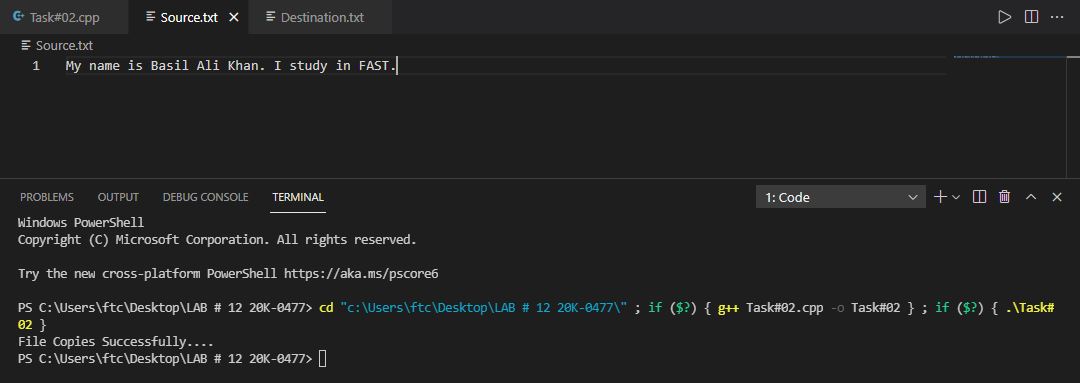 Task#02.cpp Source.txt Destination.txt
Source.txt
1 My name is Basil Ali Khan. I study in FAST.
PROBLEMS OUTPUT DEBUG CONSOLE TERMINAL 1: Code
Windows PowerShell
Copyright (C) Microsoft Corporation. All rights reserved.
Try the new cross-platform PowerShell https://aka.ms/pscore6
PS C:\Users\ftc\Desktop\LAB # 12 20K-0477> cd "c:\Users\ftc\Desktop\LAB # 12 20K-0477\" ; if ($?) { g++ Task#02.cpp -o Task#02 } ; if ($?) { .\Task#
02 }
File Copies Successfully....
PS C:\Users\ftc\Desktop\LAB # 12 20K-0477>